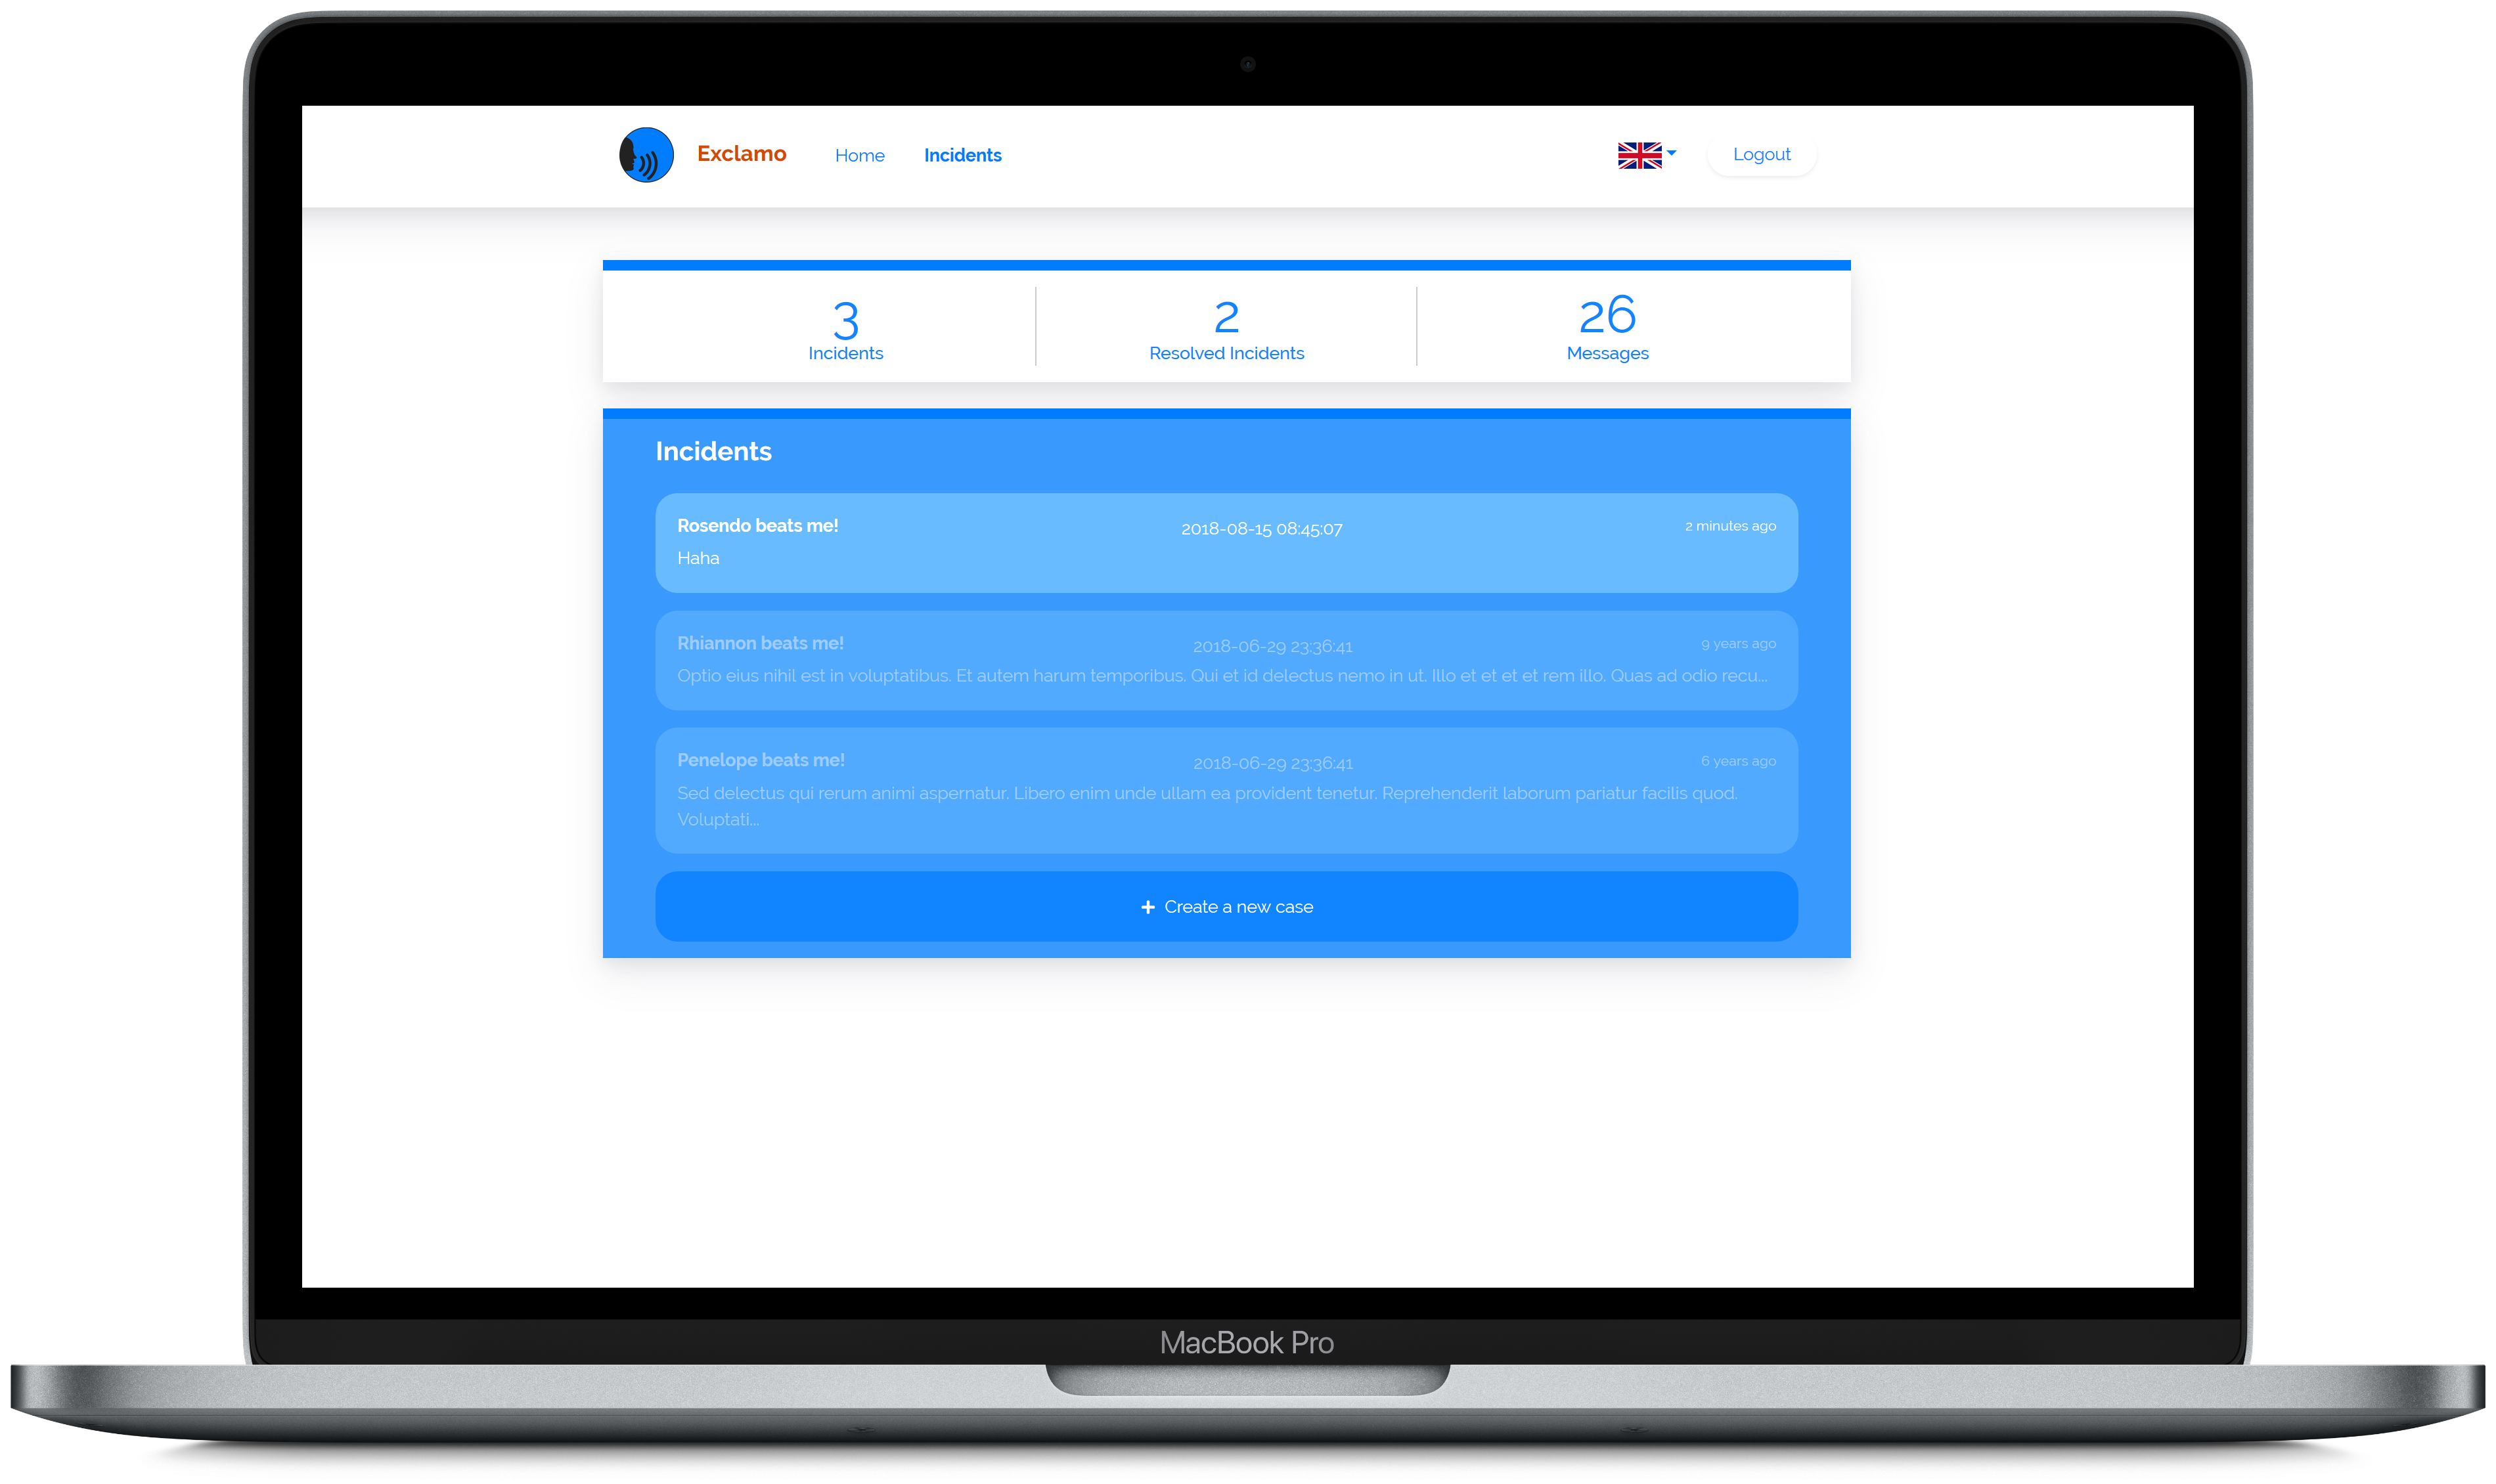 Exclamo Home Incidents Logout
3 2 26
Incidents Resolved Incidents Messages
Incidents
Rosendo beats me! 2018-08-15 08:45:07 2 minutes ago
Haha
Rhiannon beats me! 2018-06-29 23:36:41 9 years ago
Optio eius nihil est in voluptatibus. Et autem harum temporibus. Qui et id delectus nemo in ut. Illo et et et et rem illo. Quas ad odio recu...
Penelope beats me! 2018-06-29 23:36:41 6 years ago
Sed delectus qui rerum animi aspernatur. Libero enim unde ullam ea provident tenetur. Reprehenderit laborum pariatur facilis quod.
Voluptati...
+ Create a new case
MacBook Pro